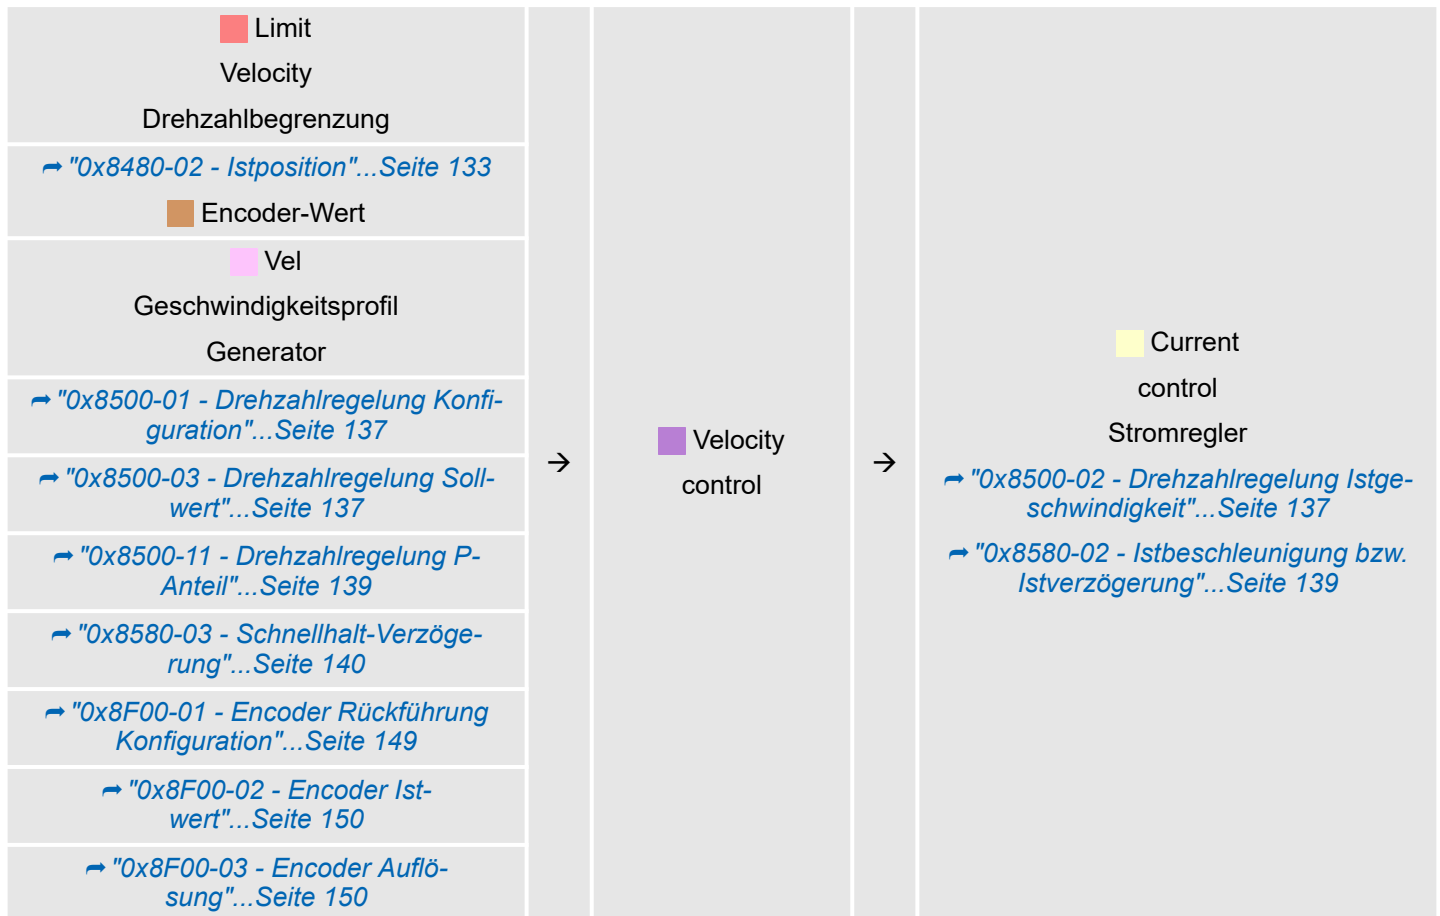 Limit
Velocity
Drehzahlbegrenzung
➦ "0x8480-02 - Istposition"...Seite 133
Encoder-Wert
Vel
Geschwindigkeitsprofil
Generator
➦ "0x8500-01 - Drehzahlregelung Konfi-
guration"...Seite 137
➦ "0x8500-03 - Drehzahlregelung Soll-
wert"...Seite 137
➦ "0x8500-11 - Drehzahlregelung P-
Anteil"...Seite 139
➦ "0x8580-03 - Schnellhalt-Verzöge-
rung"...Seite 140
➦ "0x8F00-01 - Encoder Rückführung
Konfiguration"...Seite 149
➦ "0x8F00-02 - Encoder Ist-
wert"...Seite 150
➦ "0x8F00-03 - Encoder Auflö-
sung"...Seite 150
→
Velocity
control
→
Current
control
Stromregler
➦ "0x8500-02 - Drehzahlregelung Istge-
schwindigkeit"...Seite 137
➦ "0x8580-02 - Istbeschleunigung bzw.
Istverzögerung"...Seite 139